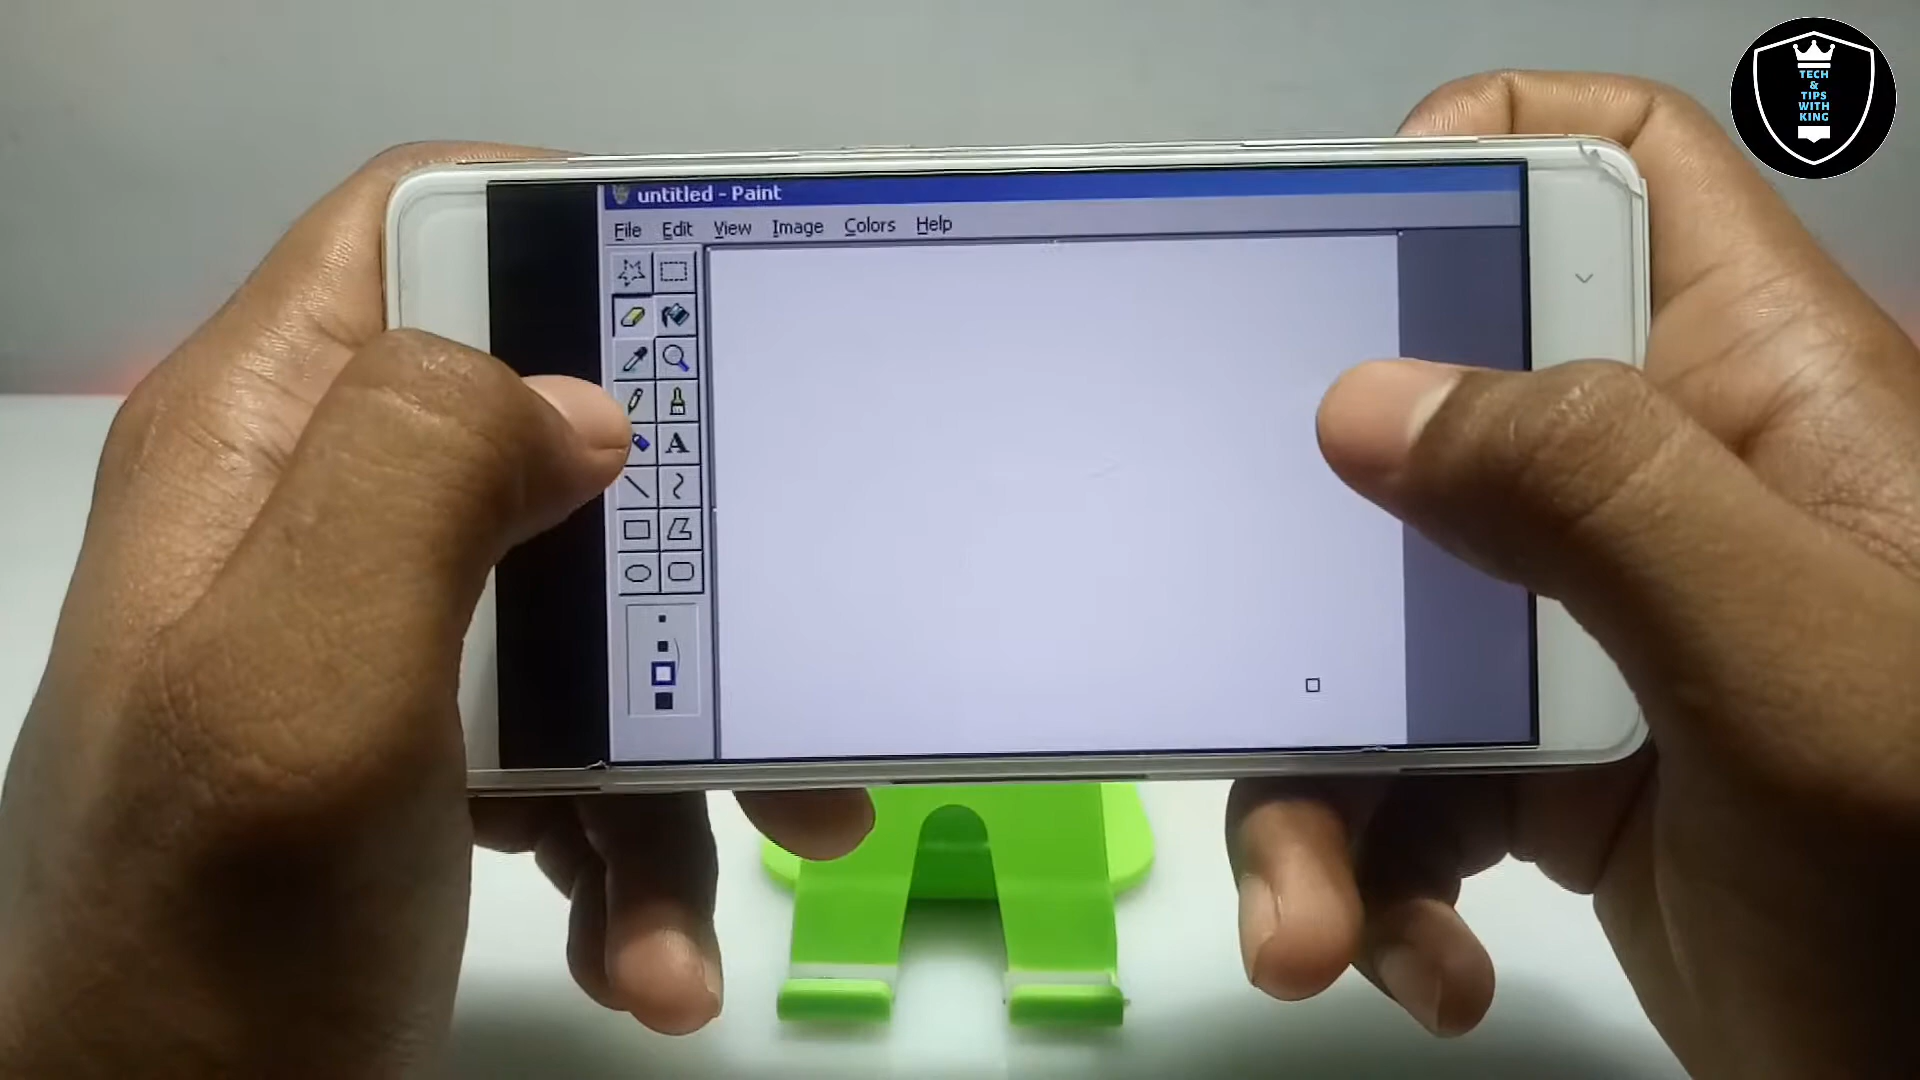 TECH
&
TIPS
WITH
KING
untitled - Paint
File Edit View Image Colors Help
A